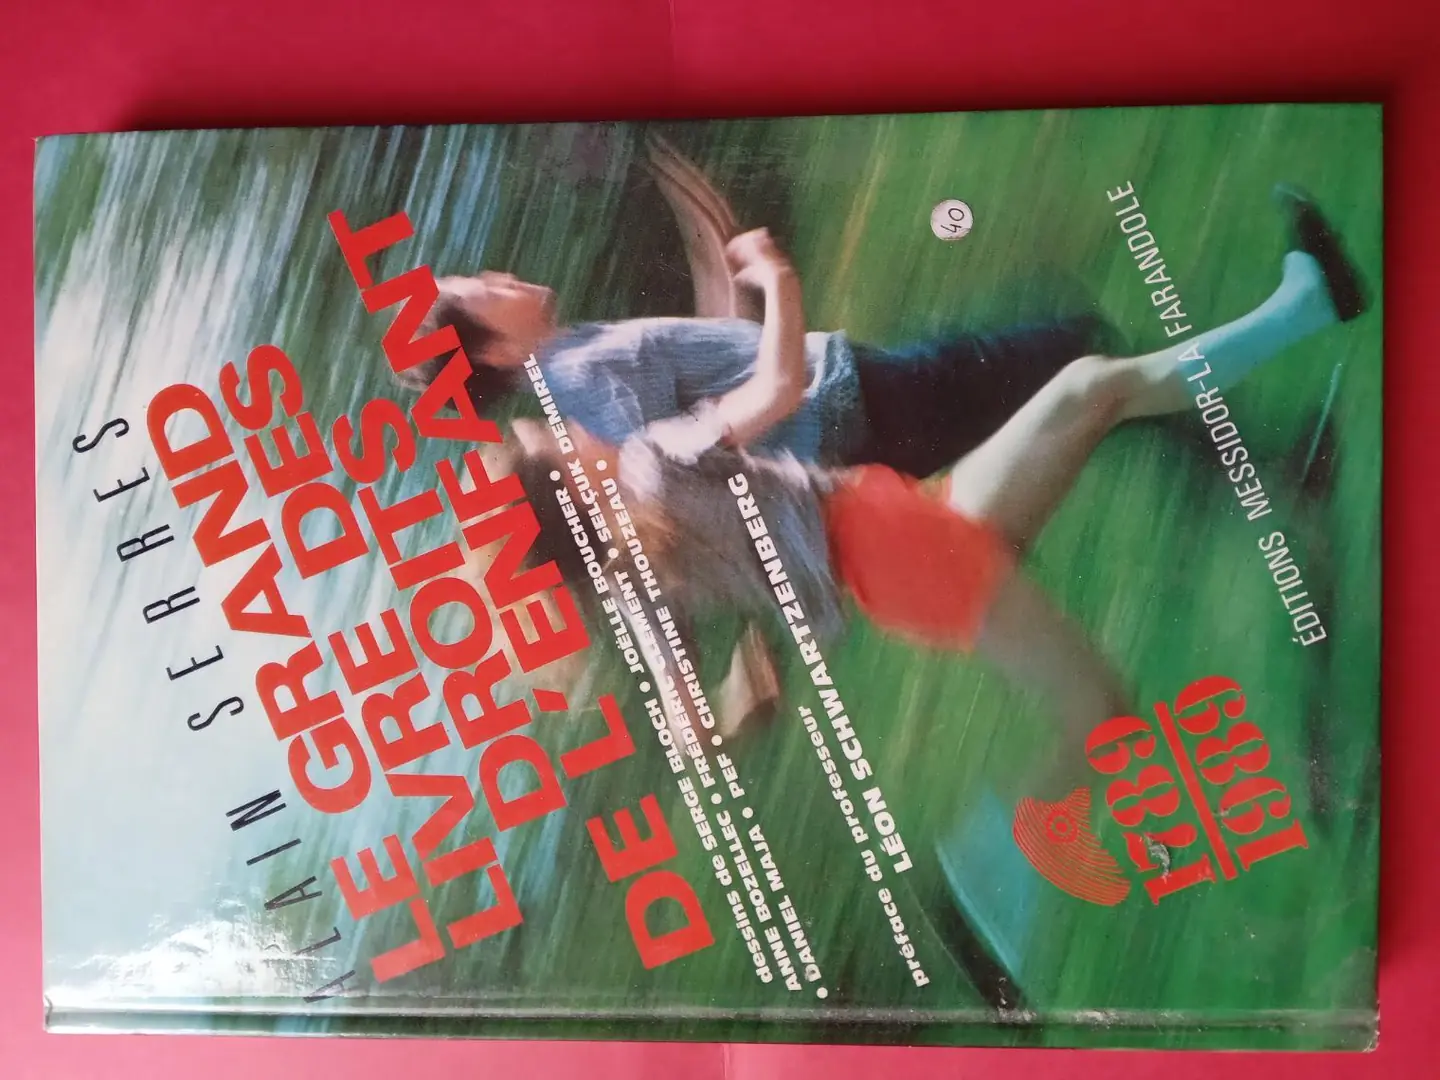 ALAIN SERRES
LE GRAND
LIVRE DES
DROITS
DE L'ENFANT
dessins de SERGE BLOCH • JOËLLE BOUCHER •
ANNE BOZELLEC • FRÉDÉRIC CLÉMENT • SELÇUK DEMIREL
• DANIEL MAJA • PEF • CHRISTINE THOUZEAU •
préface du professeur
LÉON SCHWARTZENBERG
40
1789
1989
ÉDITIONS MESSIDOR-LA FARANDOLE